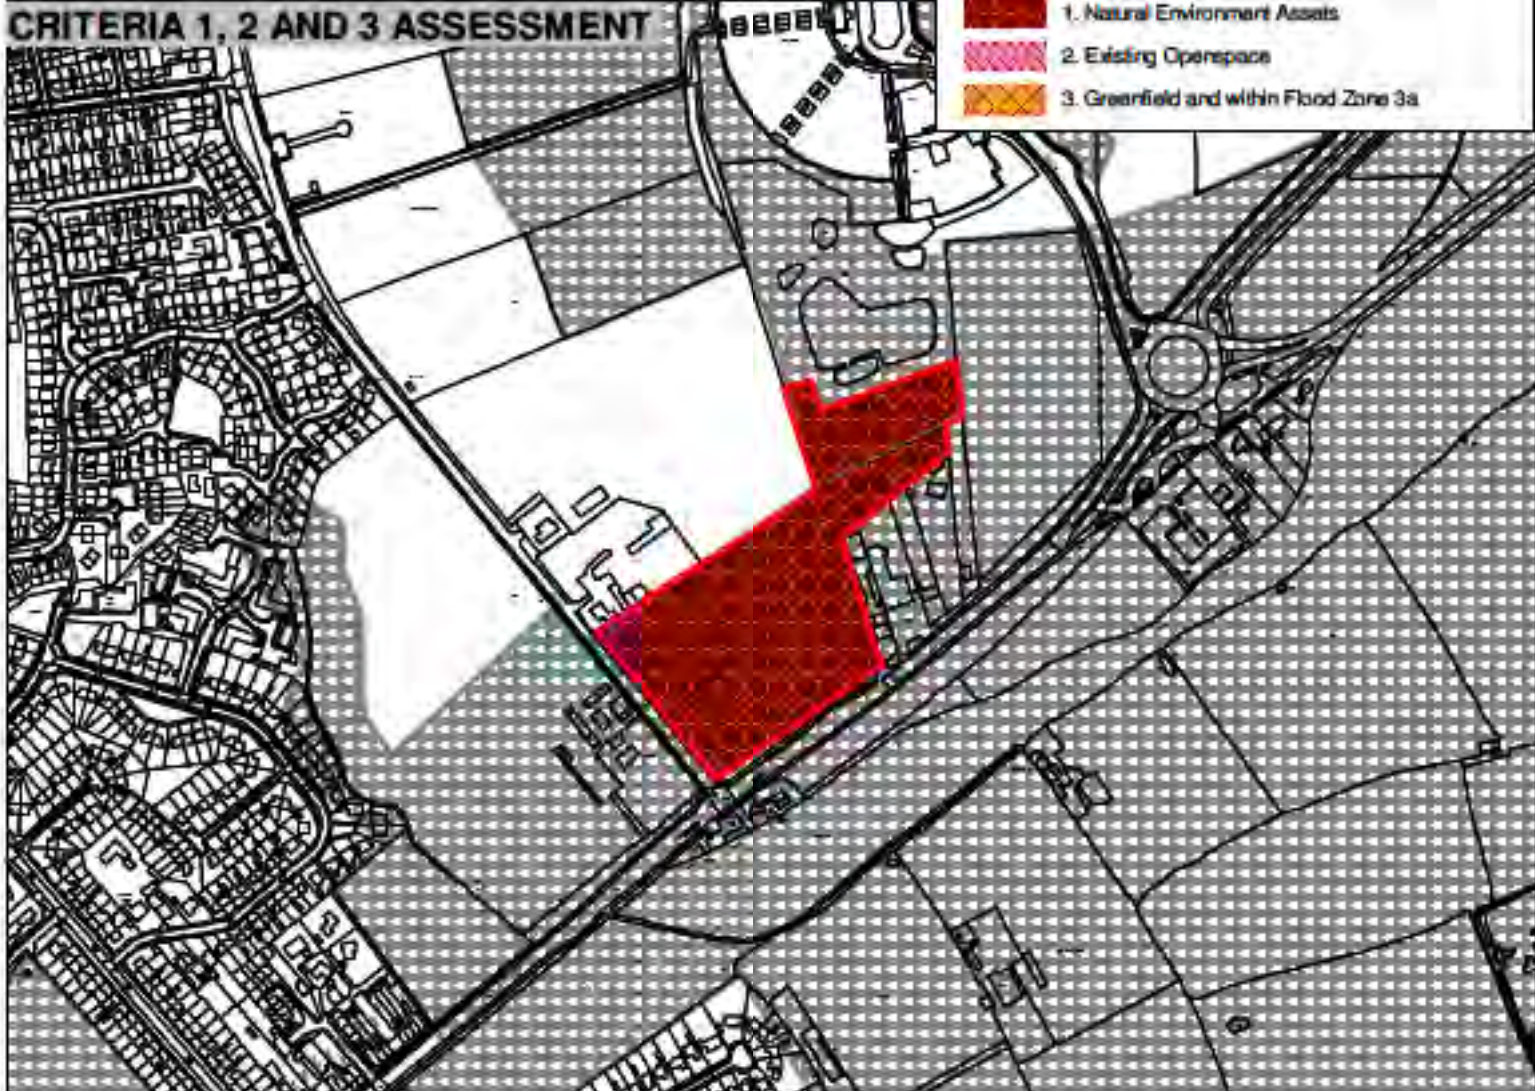 CRITERIA 1, 2 AND 3 ASSESSMENT
1. Natural Environment Assets
2. Existing Openspace
3. Greenfield and within Flood Zone 3a